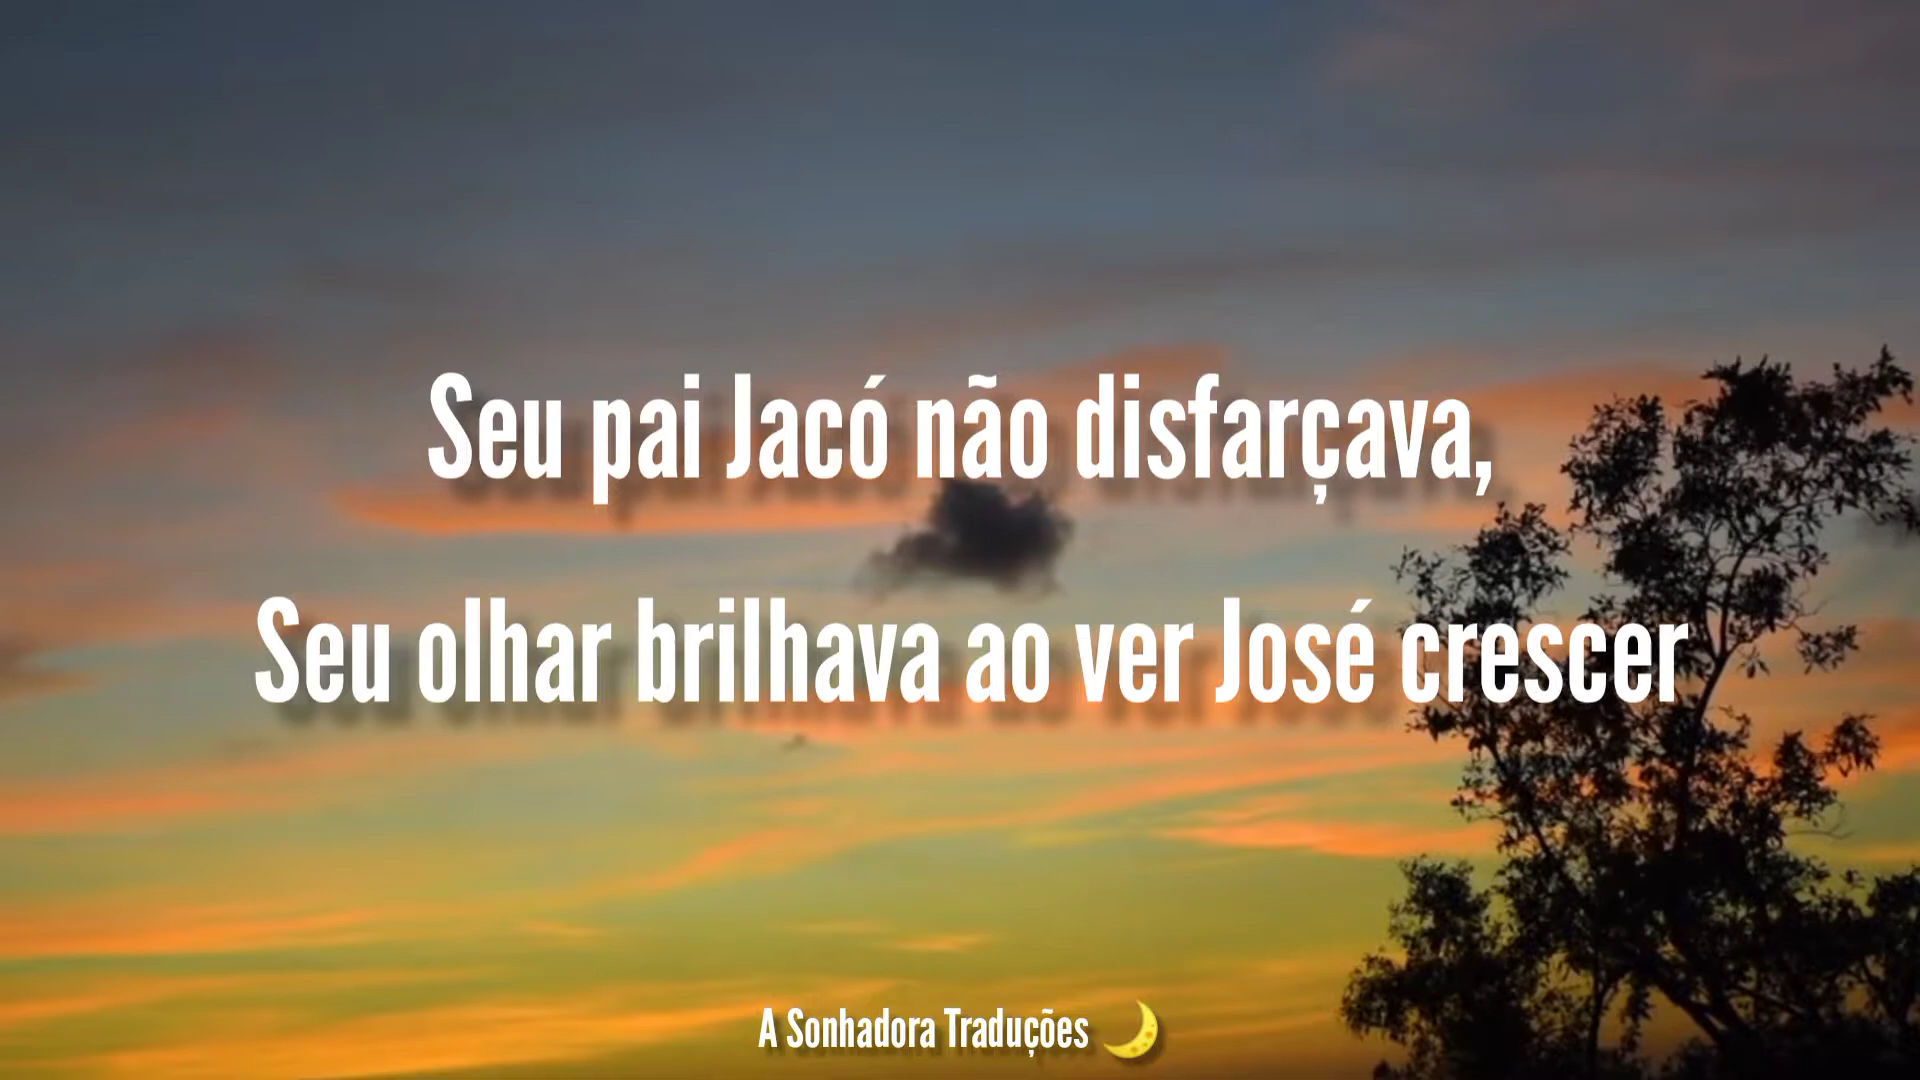 Seu pai Jacó não disfarçava,
Seu olhar brilhava ao ver José crescer
A Sonhadora Traduções 🌙